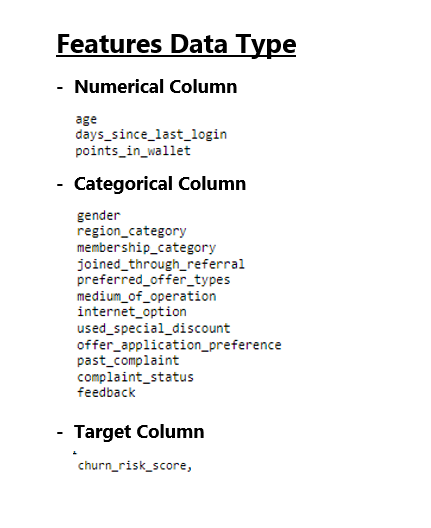 Features Data Type
- Numerical Column
age
days_since_last_login
points_in_wallet
- Categorical Column
gender
region_category
membership_category
joined_through_referral
preferred_offer_types
medium_of_operation
internet_option
used_special_discount
offer_application_preference
past_complaint
complaint_status
feedback
- Target Column
churn_risk_score,